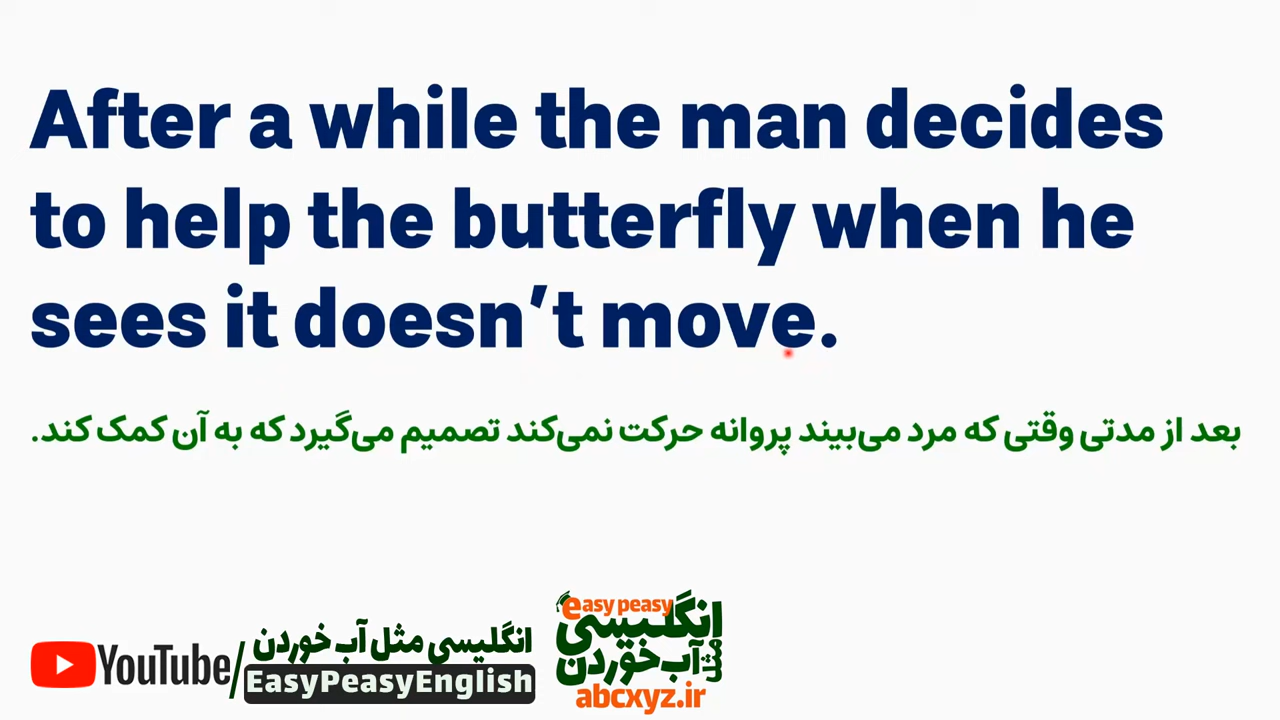 After a while the man decides
to help the butterfly when he
sees it doesn’t move.
بعد از مدتی وقتی که مرد می‌بیند پروانه حرکت نمی‌کند تصمیم می‌گیرد که به آن کمک کند.
YouTube/انگلیسی مثل آب خوردن
EasyPeasyEnglish
easy peasy
انگلیسی
مثل
آب خوردن
abcxyz.ir